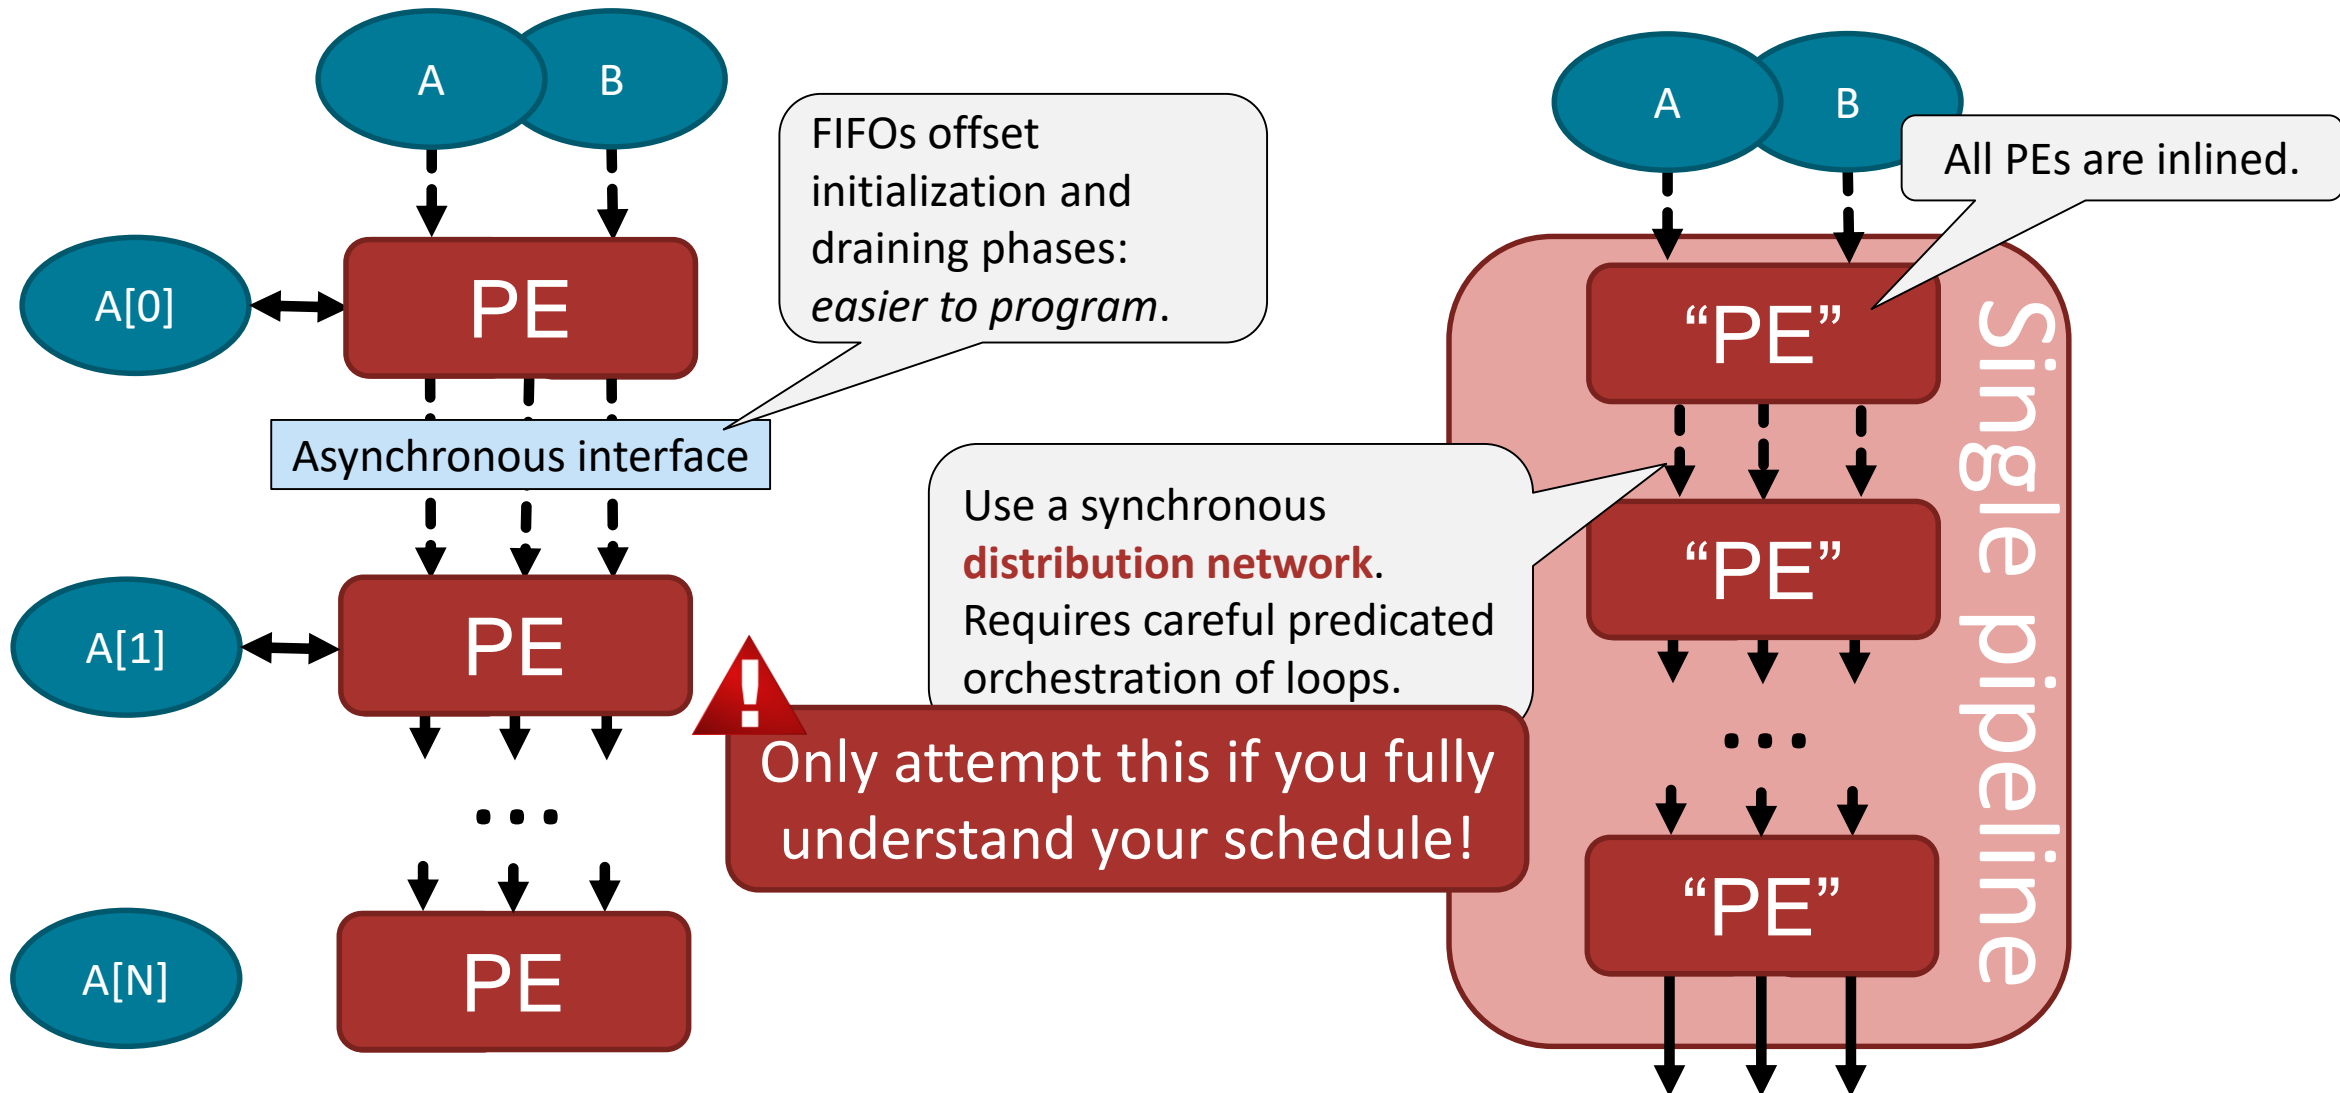 A
B
FIFOs offset
initialization and
draining phases:
easier to program.
A[0]
PE
Asynchronous interface
A[1]
PE
...
A[N]
PE
Use a synchronous
distribution network.
Requires careful predicated
orchestration of loops.
!
Only attempt this if you fully
understand your schedule!
A
B
All PEs are inlined.
“PE”
“PE”
...
“PE”
Single pipeline